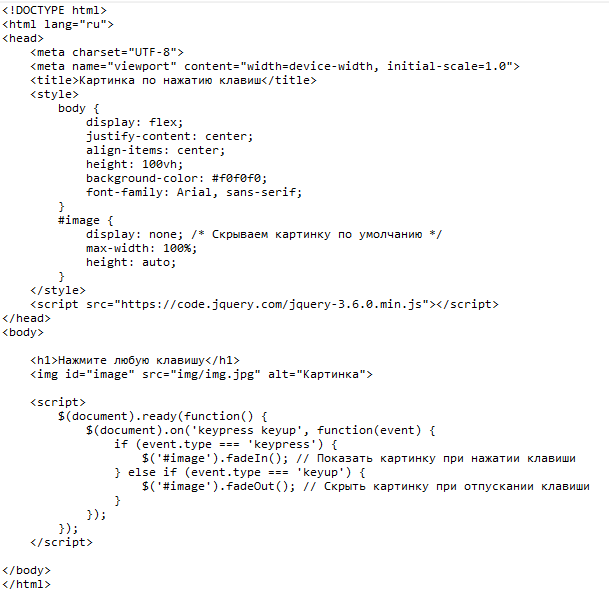 <!DOCTYPE html>
<html lang="ru">
<head>
    <meta charset="UTF-8">
    <meta name="viewport" content="width=device-width, initial-scale=1.0">
    <title>Картинка по нажатию клавиш</title>
    <style>
        body {
            display: flex;
            justify-content: center;
            align-items: center;
            height: 100vh;
            background-color: #f0f0f0;
            font-family: Arial, sans-serif;
        }
        #image {
            display: none; /* Скрываем картинку по умолчанию */
            max-width: 100%;
            height: auto;
        }
    </style>
    <script src="https://code.jquery.com/jquery-3.6.0.min.js"></script>
</head>
<body>

    <h1>Нажмите любую клавишу</h1>
    <img id="image" src="img/img.jpg" alt="Картинка">

    <script>
        $(document).ready(function() {
            $(document).on('keypress keyup', function(event) {
                if (event.type === 'keypress') {
                    $('#image').fadeIn(); // Показать картинку при нажатии клавиши
                } else if (event.type === 'keyup') {
                    $('#image').fadeOut(); // Скрыть картинку при отпускании клавиши
                }
            });
        });
    </script>

</body>
</html>